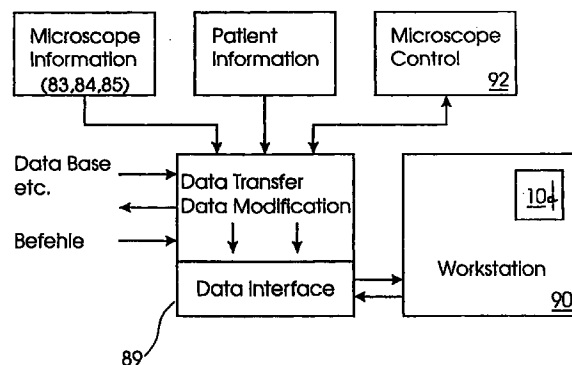 Microscope
Information
(83,84,85)
Patient
Information
Microscope
Control
92
Data Base
etc.
Befehle
Data Transfer
Data Modification
Data Interface
89
10d
Workstation
90